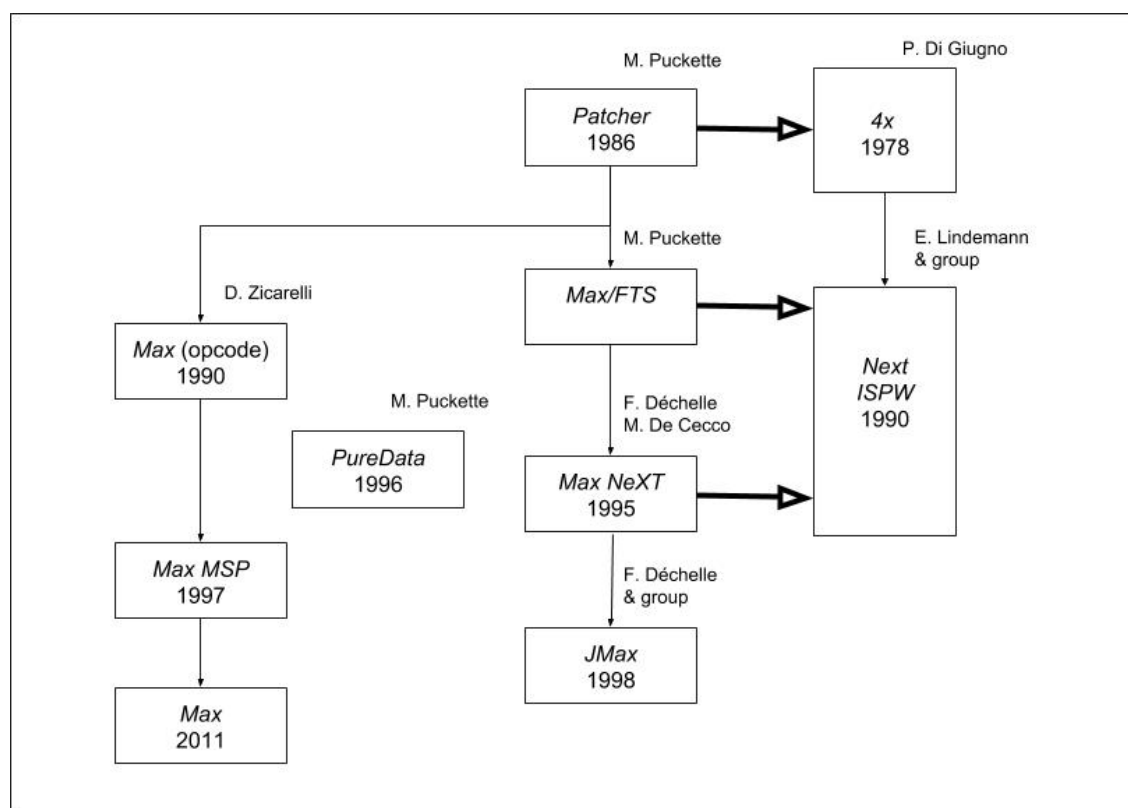 P. Di Giugno
M. Puckette
Patcher
1986
4x
1978
M. Puckette
E. Lindemann
& group
D. Zicarelli
Max/FTS
Max (opcode)
1990
Next
ISPW
1990
M. Puckette
F. Déchelle
M. De Cecco
PureData
1996
Max NeXT
1995
Max MSP
1997
F. Déchelle
& group
JMax
1998
Max
2011